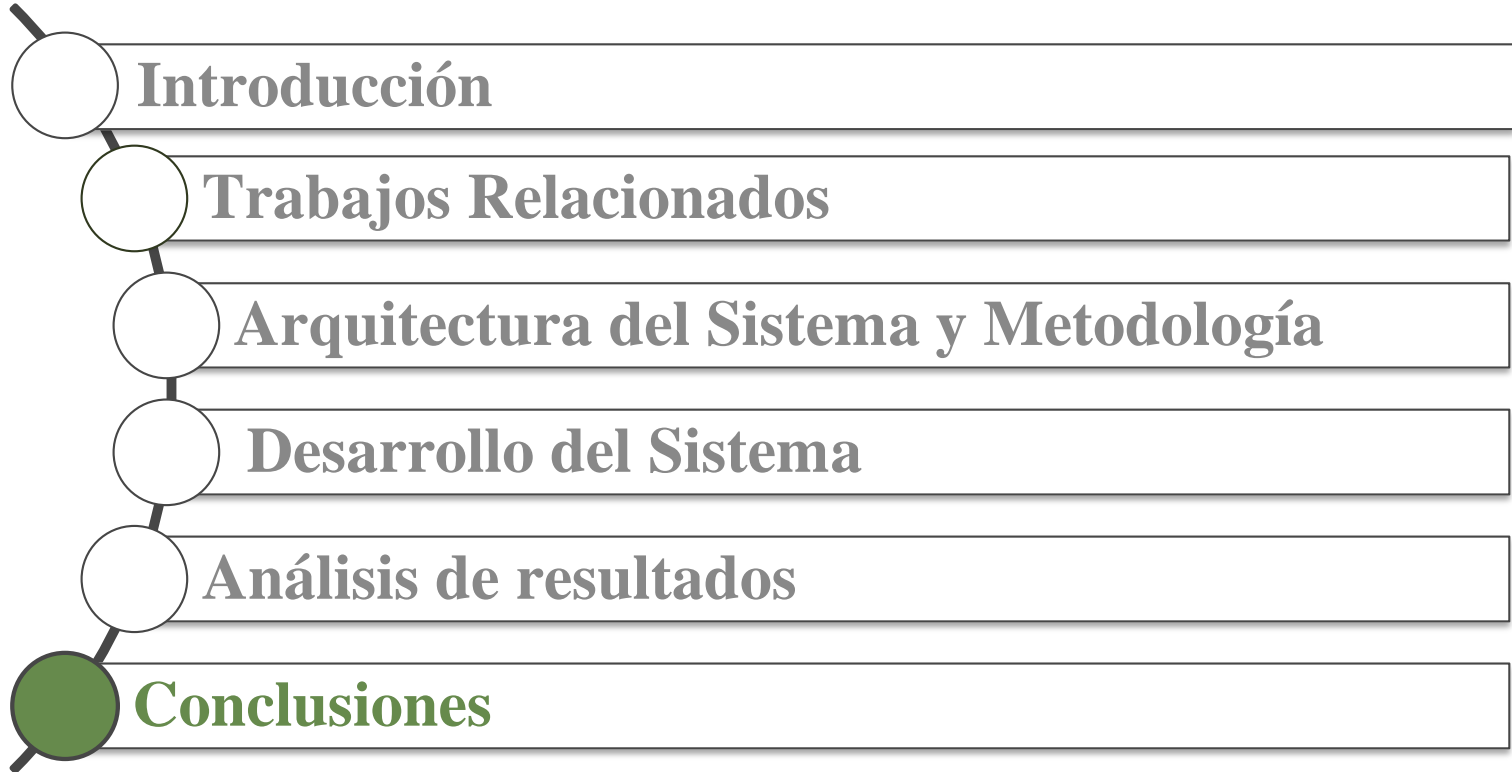 Introducción
Trabajos Relacionados
Arquitectura del Sistema y Metodología
Desarrollo del Sistema
Análisis de resultados
Conclusiones